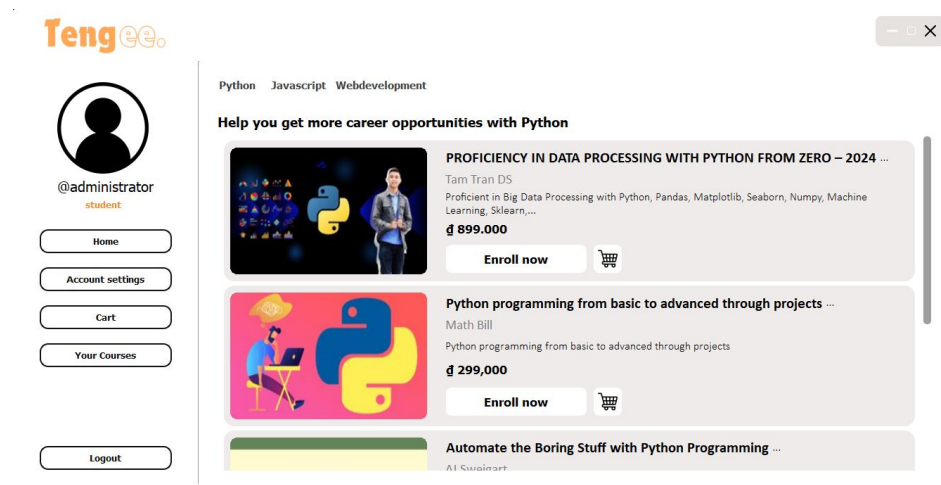 Tengee.
@administrator
student
Home
Account settings
Cart
Your Courses
Logout
Python Javascript Webdevelopment
Help you get more career opportunities with Python
PROFICIENCY IN DATA PROCESSING WITH PYTHON FROM ZERO – 2024 ...
Tam Tran DS
Proficient in Big Data Processing with Python, Pandas, Matplotlib, Seaborn, Numpy, Machine
Learning, Sklearn,...
₫ 899.000
Enroll now
Python programming from basic to advanced through projects ...
Math Bill
Python programming from basic to advanced through projects
₫ 299,000
Enroll now
Automate the Boring Stuff with Python Programming ...
Al Sweigart